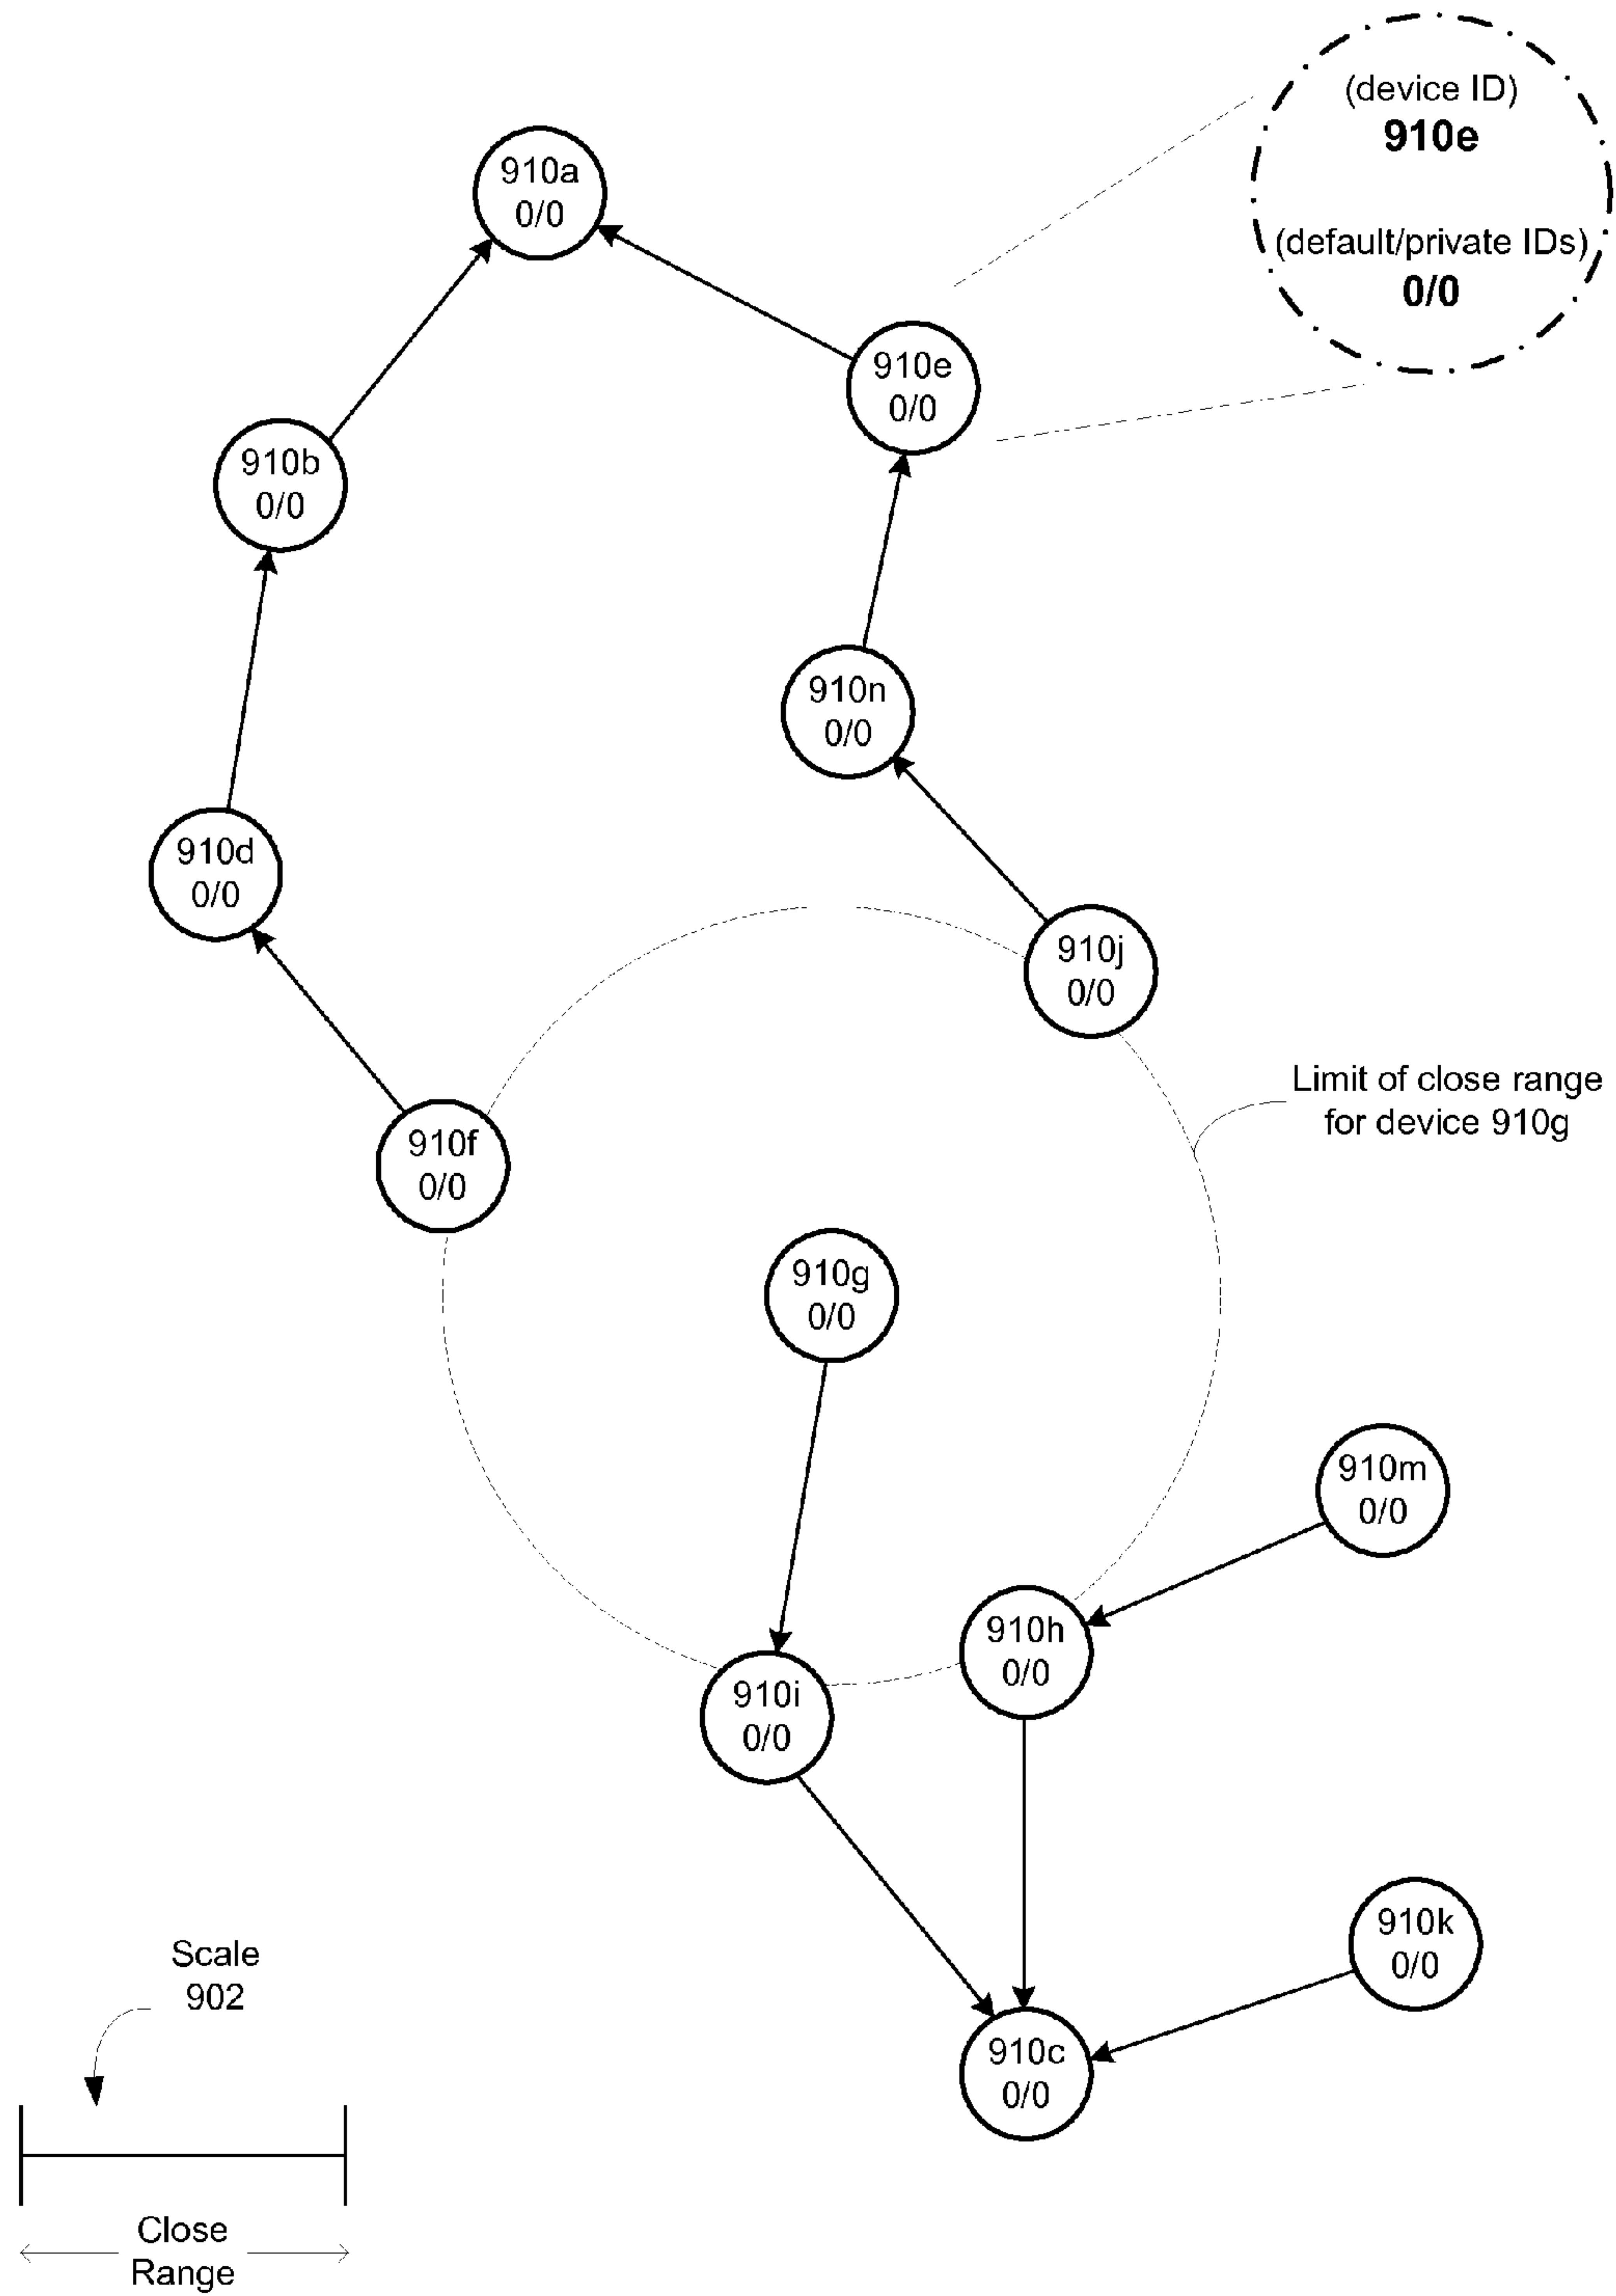 (device ID)
910e
(default/private IDs)
0/0
910a
0/0
910e
0/0
910b
0/0
910n
0/0
910d
0/0
910j
0/0
Limit of close range
for device 910g
910f
0/0
910g
0/0
910m
0/0
910h
0/0
910i
0/0
910k
0/0
Scale
902
910c
0/0
Close
Range